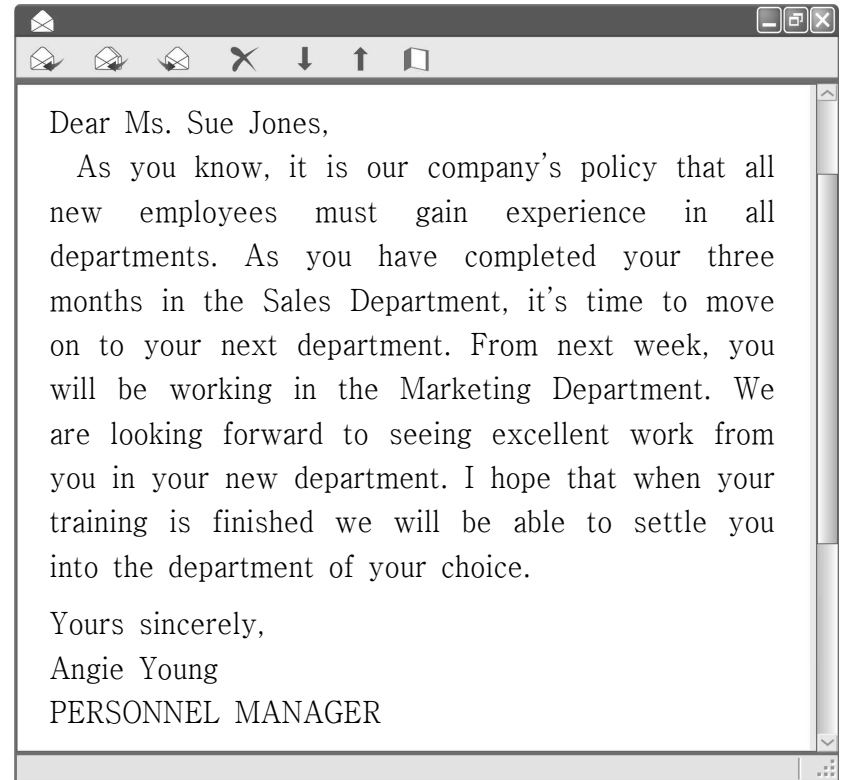 Dear Ms. Sue Jones,
As you know, it is our company's policy that all
new employees must gain experience in all
departments. As you have completed your three
months in the Sales Department, it's time to move
on to your next department. From next week, you
will be working in the Marketing Department. We
are looking forward to seeing excellent work from
you in your new department. I hope that when your
training is finished we will be able to settle you
into the department of your choice.
Yours sincerely,
Angie Young
PERSONNEL MANAGER